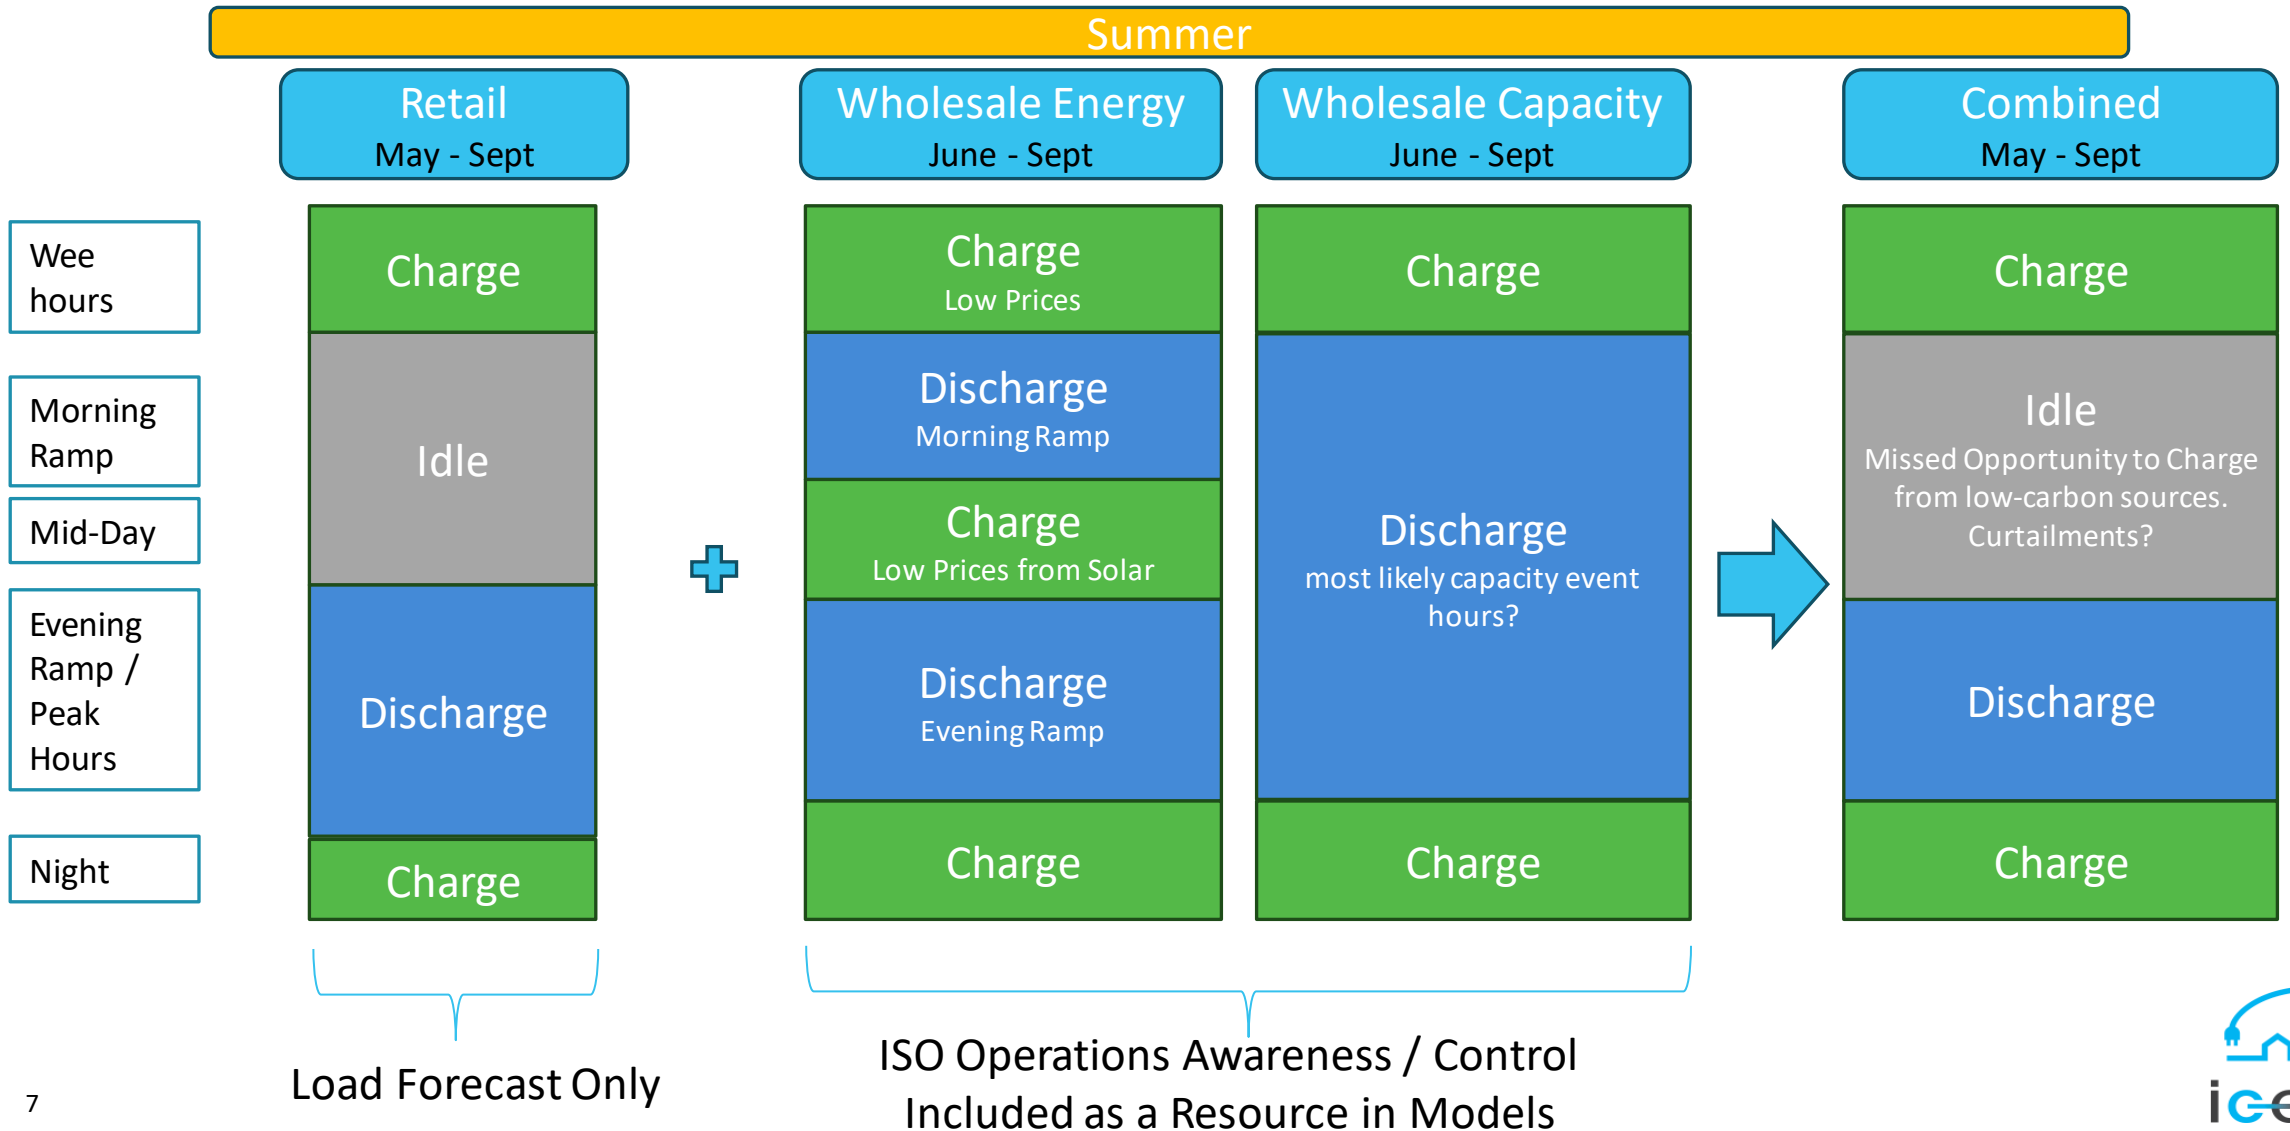 Summer
Retail
May - Sept
Wholesale Energy
June - Sept
Wholesale Capacity
June - Sept
Combined
May - Sept
Wee
hours
Morning
Ramp
Mid-Day
Evening
Ramp /
Peak
Hours
Night
Charge
Idle
Discharge
Charge
Charge
Low Prices
Discharge
Morning Ramp
Charge
Low Prices from Solar
Discharge
Evening Ramp
Charge
Charge
Discharge
most likely capacity event
hours?
Charge
Charge
Idle
Missed Opportunity to Charge
from low-carbon sources.
Curtailments?
Discharge
Charge
Load Forecast Only
ISO Operations Awareness / Control
Included as a Resource in Models
7